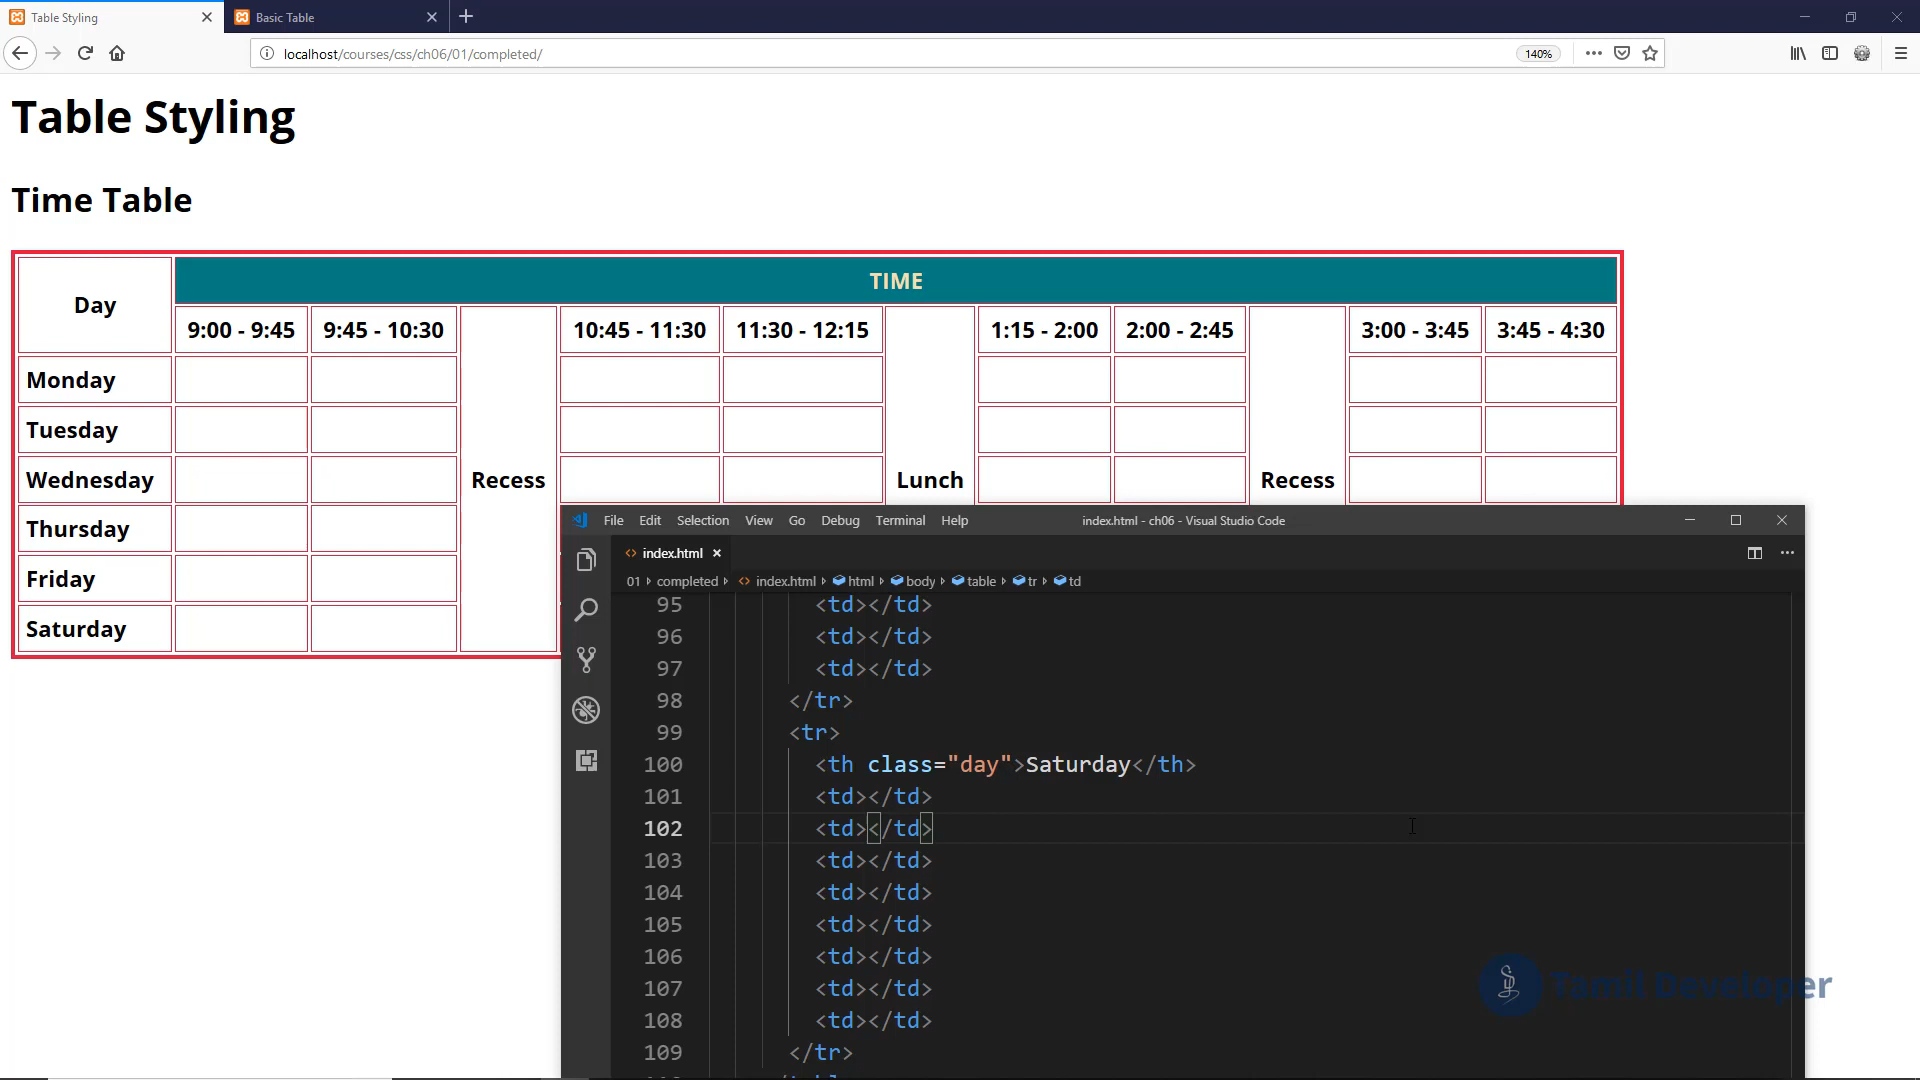 Table Styling
Basic Table
localhost/courses/css/ch06/01/completed/
140%
Table Styling
Time Table
Day
TIME
9:00 - 9:45
9:45 - 10:30
10:45 - 11:30
11:30 - 12:15
1:15 - 2:00
2:00 - 2:45
3:00 - 3:45
3:45 - 4:30
Monday
Tuesday
Wednesday
Recess
Lunch
Recess
Thursday
Friday
Saturday
File Edit Selection View Go Debug Terminal Help
index.html - ch06 - Visual Studio Code
index.html
01 completed index.html html body table tr td
95 <td></td>
96 <td></td>
97 <td></td>
98 </tr>
99 <tr>
100 <th class="day">Saturday</th>
101 <td></td>
102 <td></td>
103 <td></td>
104 <td></td>
105 <td></td>
106 <td></td>
107 <td></td>
108 <td></td>
109 </tr>
Tamil Developer